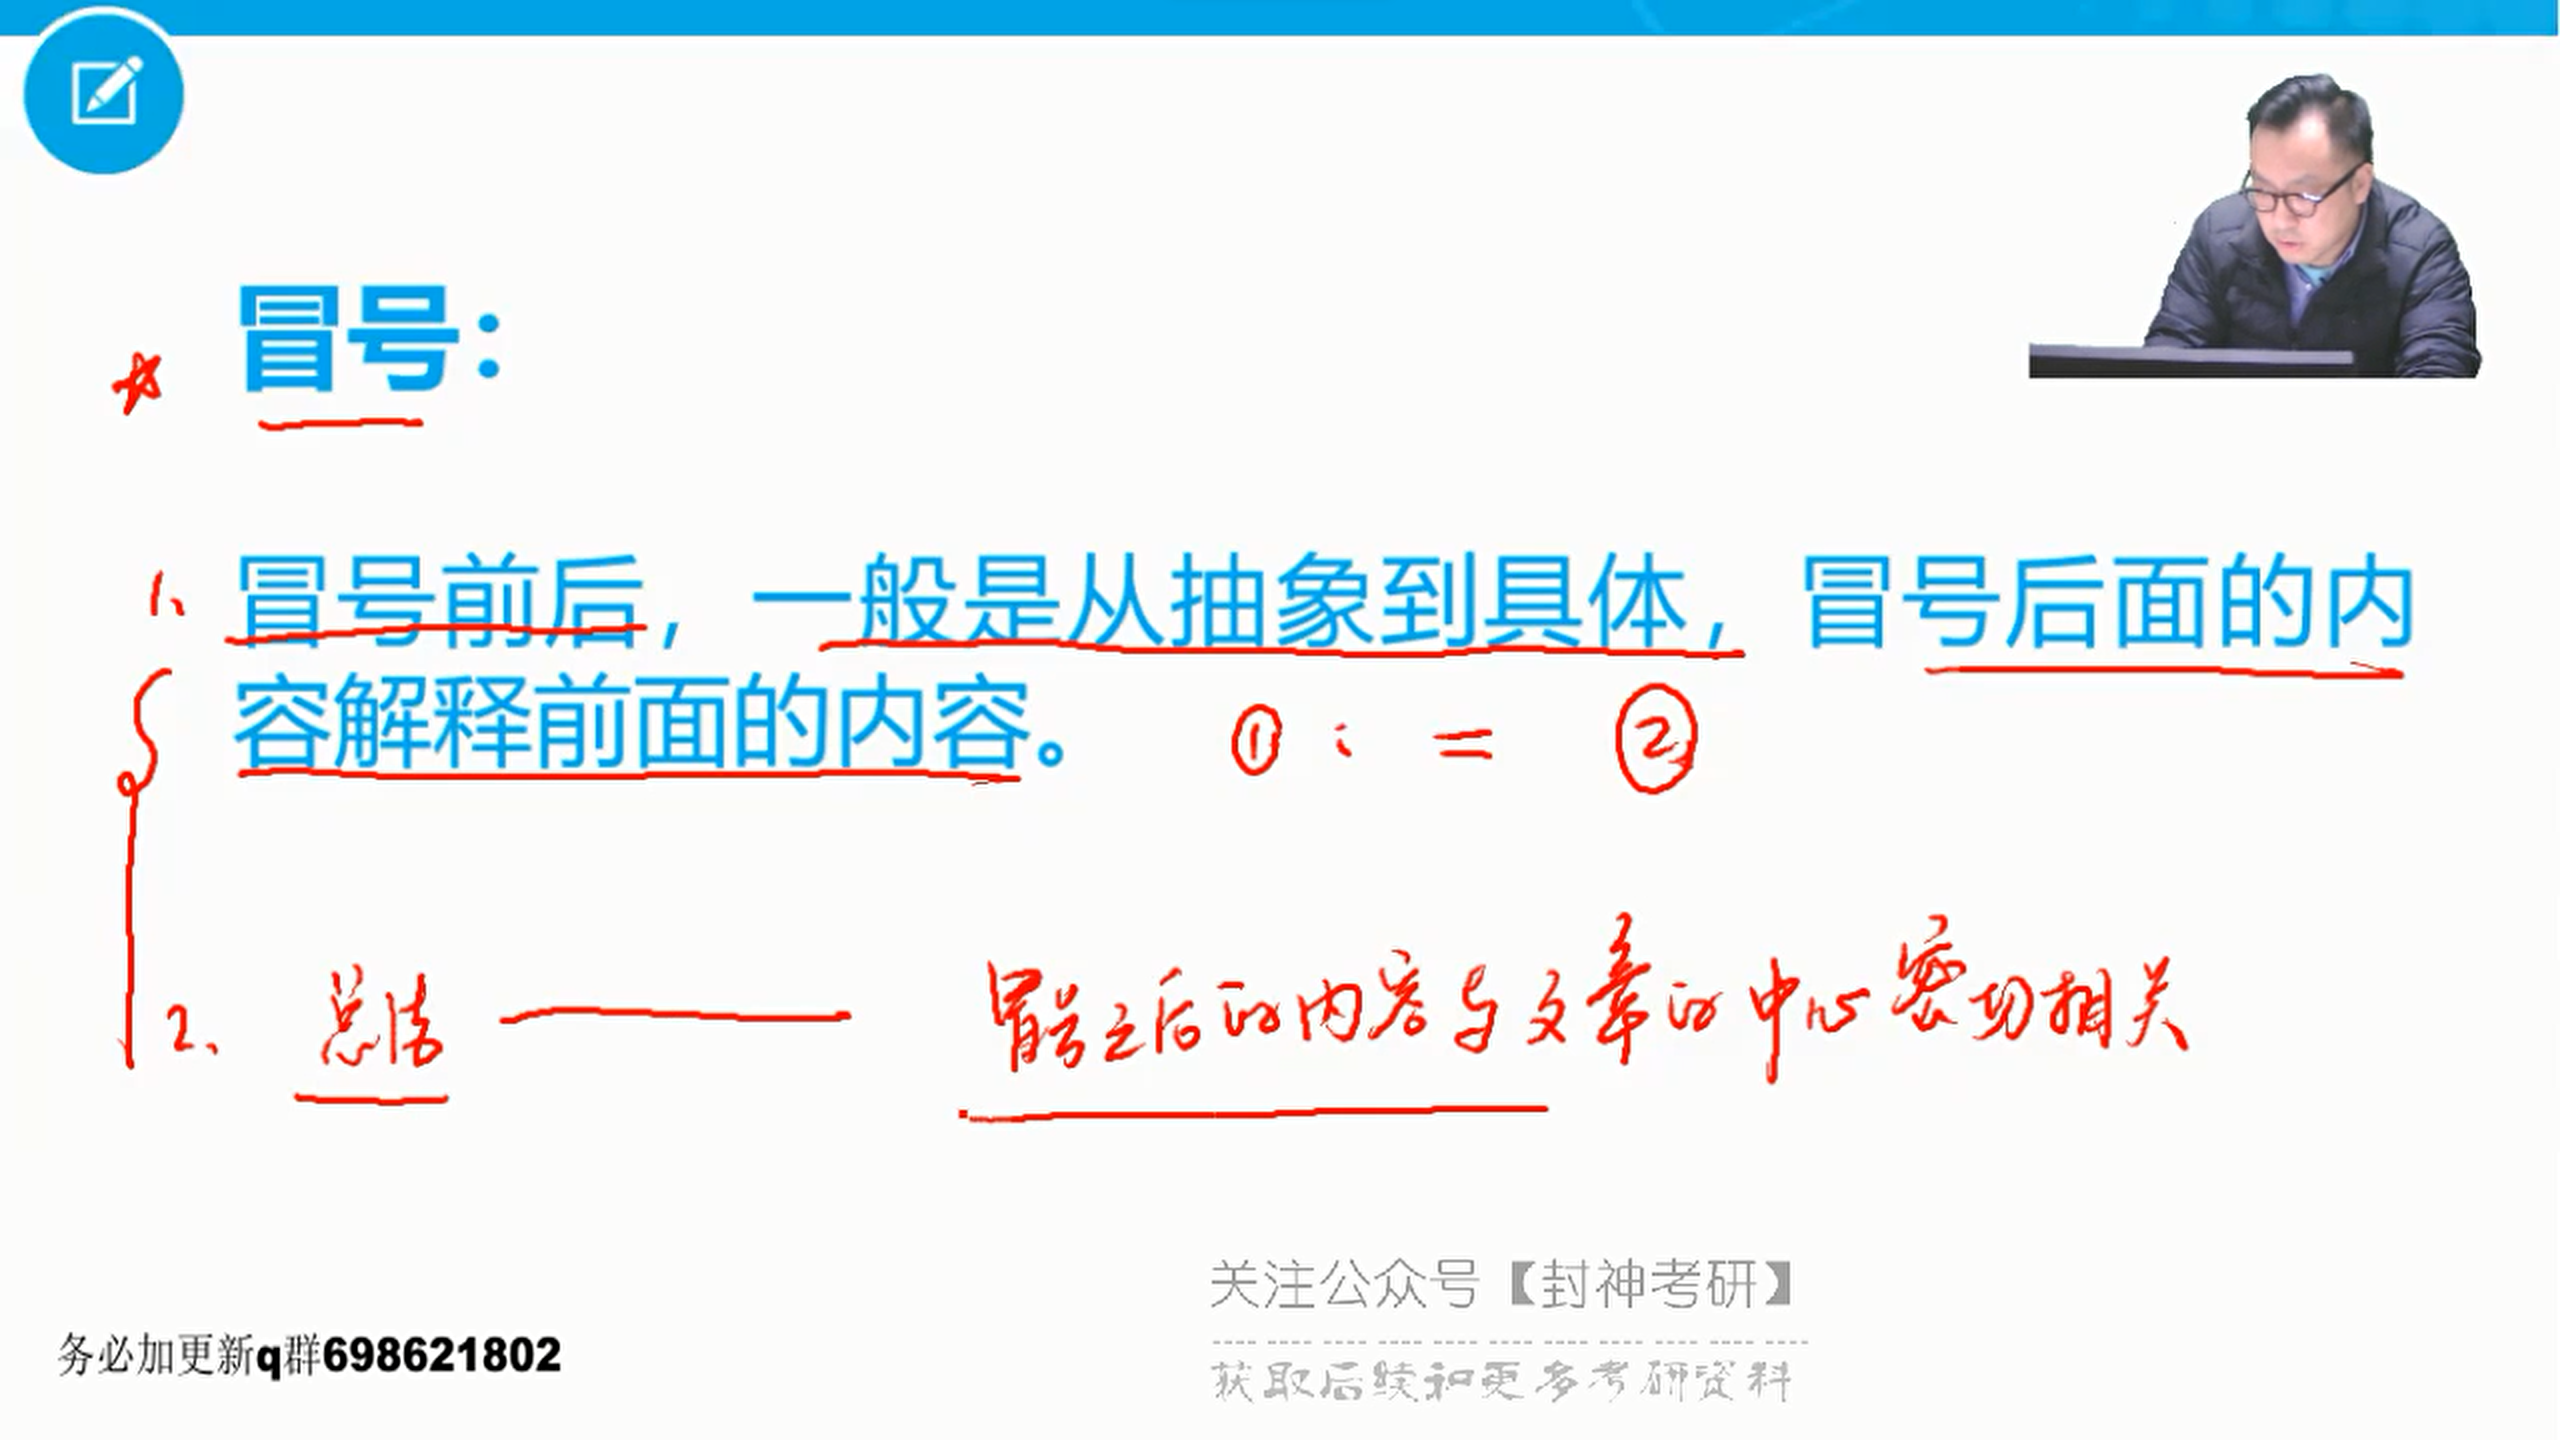 冒号：
1. 冒号前后，一般是从抽象到具体，冒号后面的内
容解释前面的内容。 ① : = ②
2. 总结 —— 冒号之后的内容与文章的中心密切相关
关注公众号【封神考研】
务必加更新q群698621802
获取后续和更多考研资料